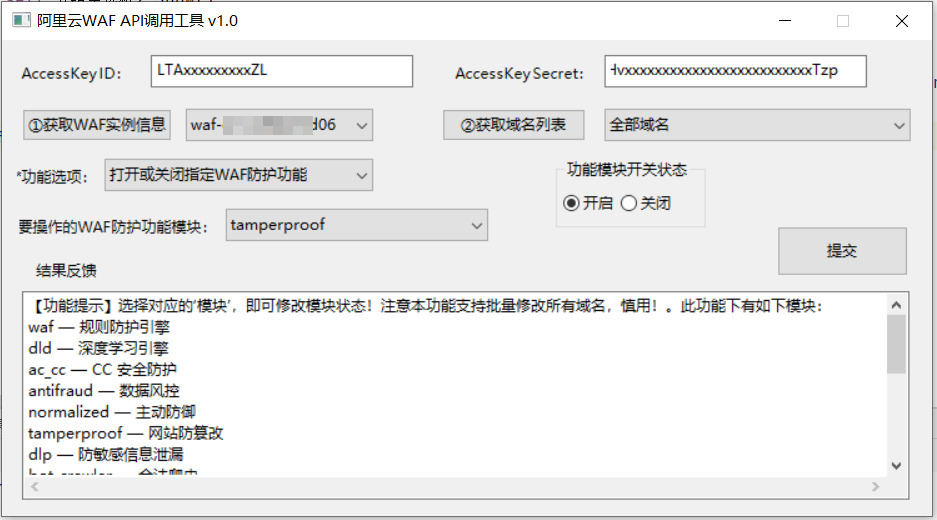 阿里云WAF API调用工具 v1.0
AccessKeyID: LTAxxxxxxxxxZL AccessKeySecret: HvxxxxxxxxxxxxxxxxxxxxxxxxxTzp
①获取WAF实例信息 waf- d06 ②获取域名列表 全部域名
*功能选项: 打开或关闭指定WAF防护功能 功能模块开关状态
开启 关闭
要操作的WAF防护功能模块: tamperproof
提交
结果反馈
【功能提示】选择对应的'模块'，即可修改模块状态！注意本功能支持批量修改所有域名，慎用！。此功能下有如下模块：
waf — 规则防护引擎
dld — 深度学习引擎
ac_cc — CC 安全防护
antifraud — 数据风控
normalized — 主动防御
tamperproof — 网站防篡改
dlp — 防敏感信息泄漏